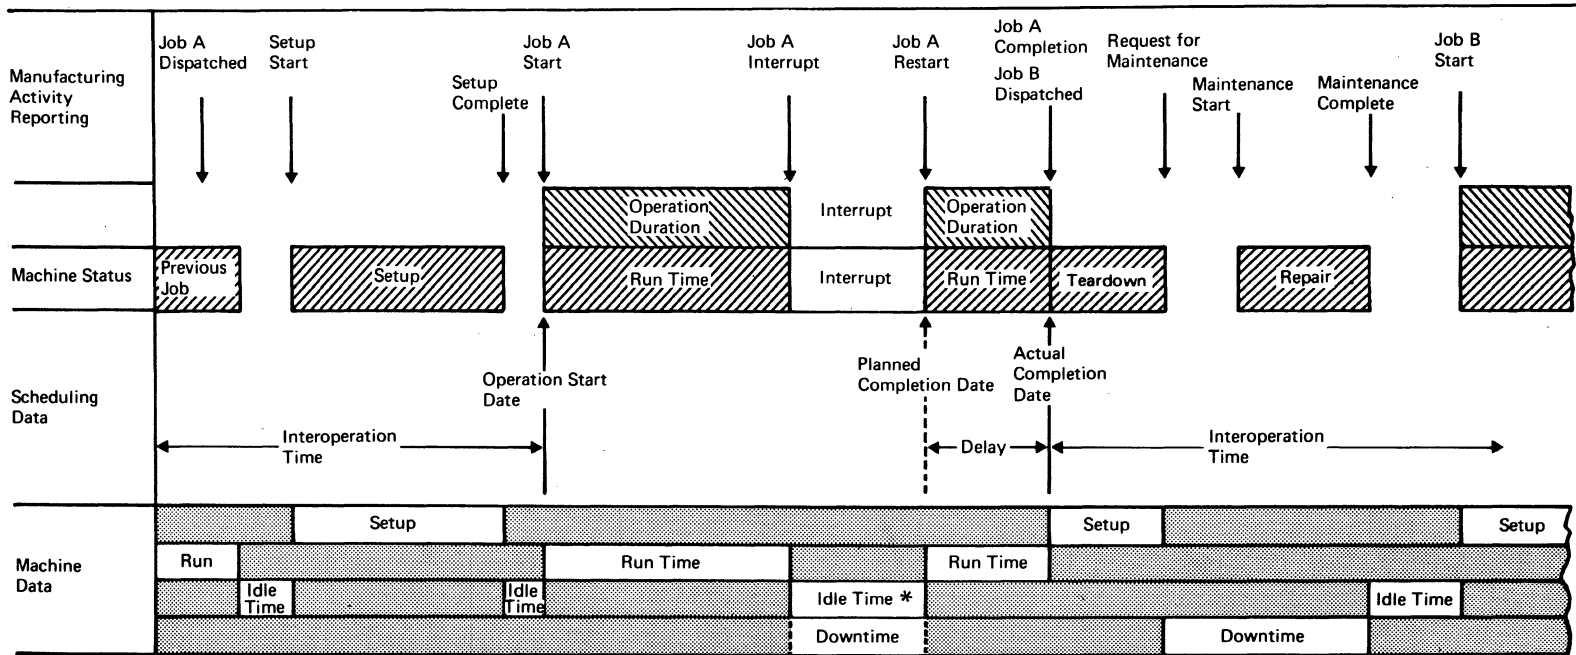 Manufacturing
Activity
Reporting
Job A
Dispatched
Setup
Start
Setup
Complete
Job A
Start
Job A
Interrupt
Job A
Restart
Job A
Completion
Job B
Dispatched
Request for
Maintenance
Maintenance
Start
Maintenance
Complete
Job B
Start
Operation
Duration
Interrupt
Operation
Duration
Machine Status
Previous
Job
Setup
Run Time
Interrupt
Run Time
Teardown
Repair
Scheduling
Data
Operation Start
Date
Planned
Completion Date
Actual
Completion
Date
Interoperation
Time
Delay
Interoperation
Time
Machine
Data
Setup
Setup
Setup
Run
Run Time
Run Time
Idle
Time
Idle
Time
Idle Time *
Idle Time
Downtime
Downtime